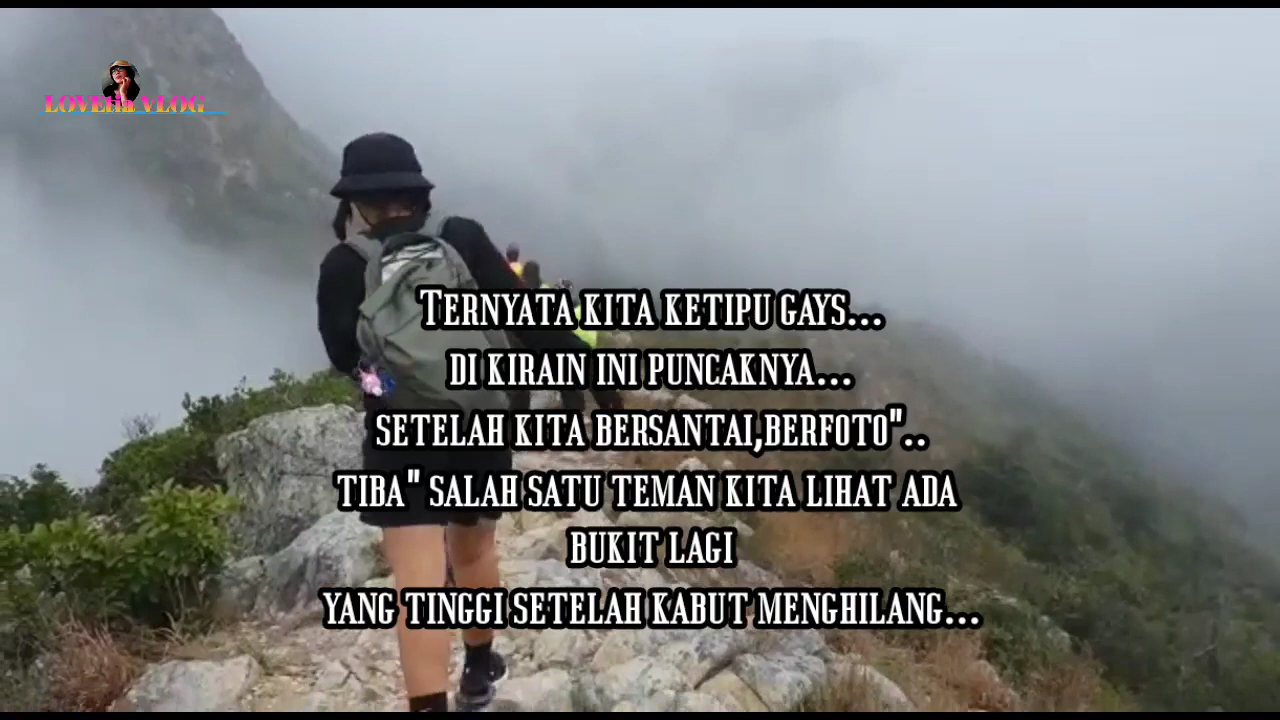 LOVEHA VLOG
TERNYATA KITA KETIPU GAYS...
DI KIRAIN INI PUNCAKNYA...
SETELAH KITA BERSANTAI,BERFOTO"..
TIBA" SALAH SATU TEMAN KITA LIHAT ADA
BUKIT LAGI
YANG TINGGI SETELAH KABUT MENGHILANG...